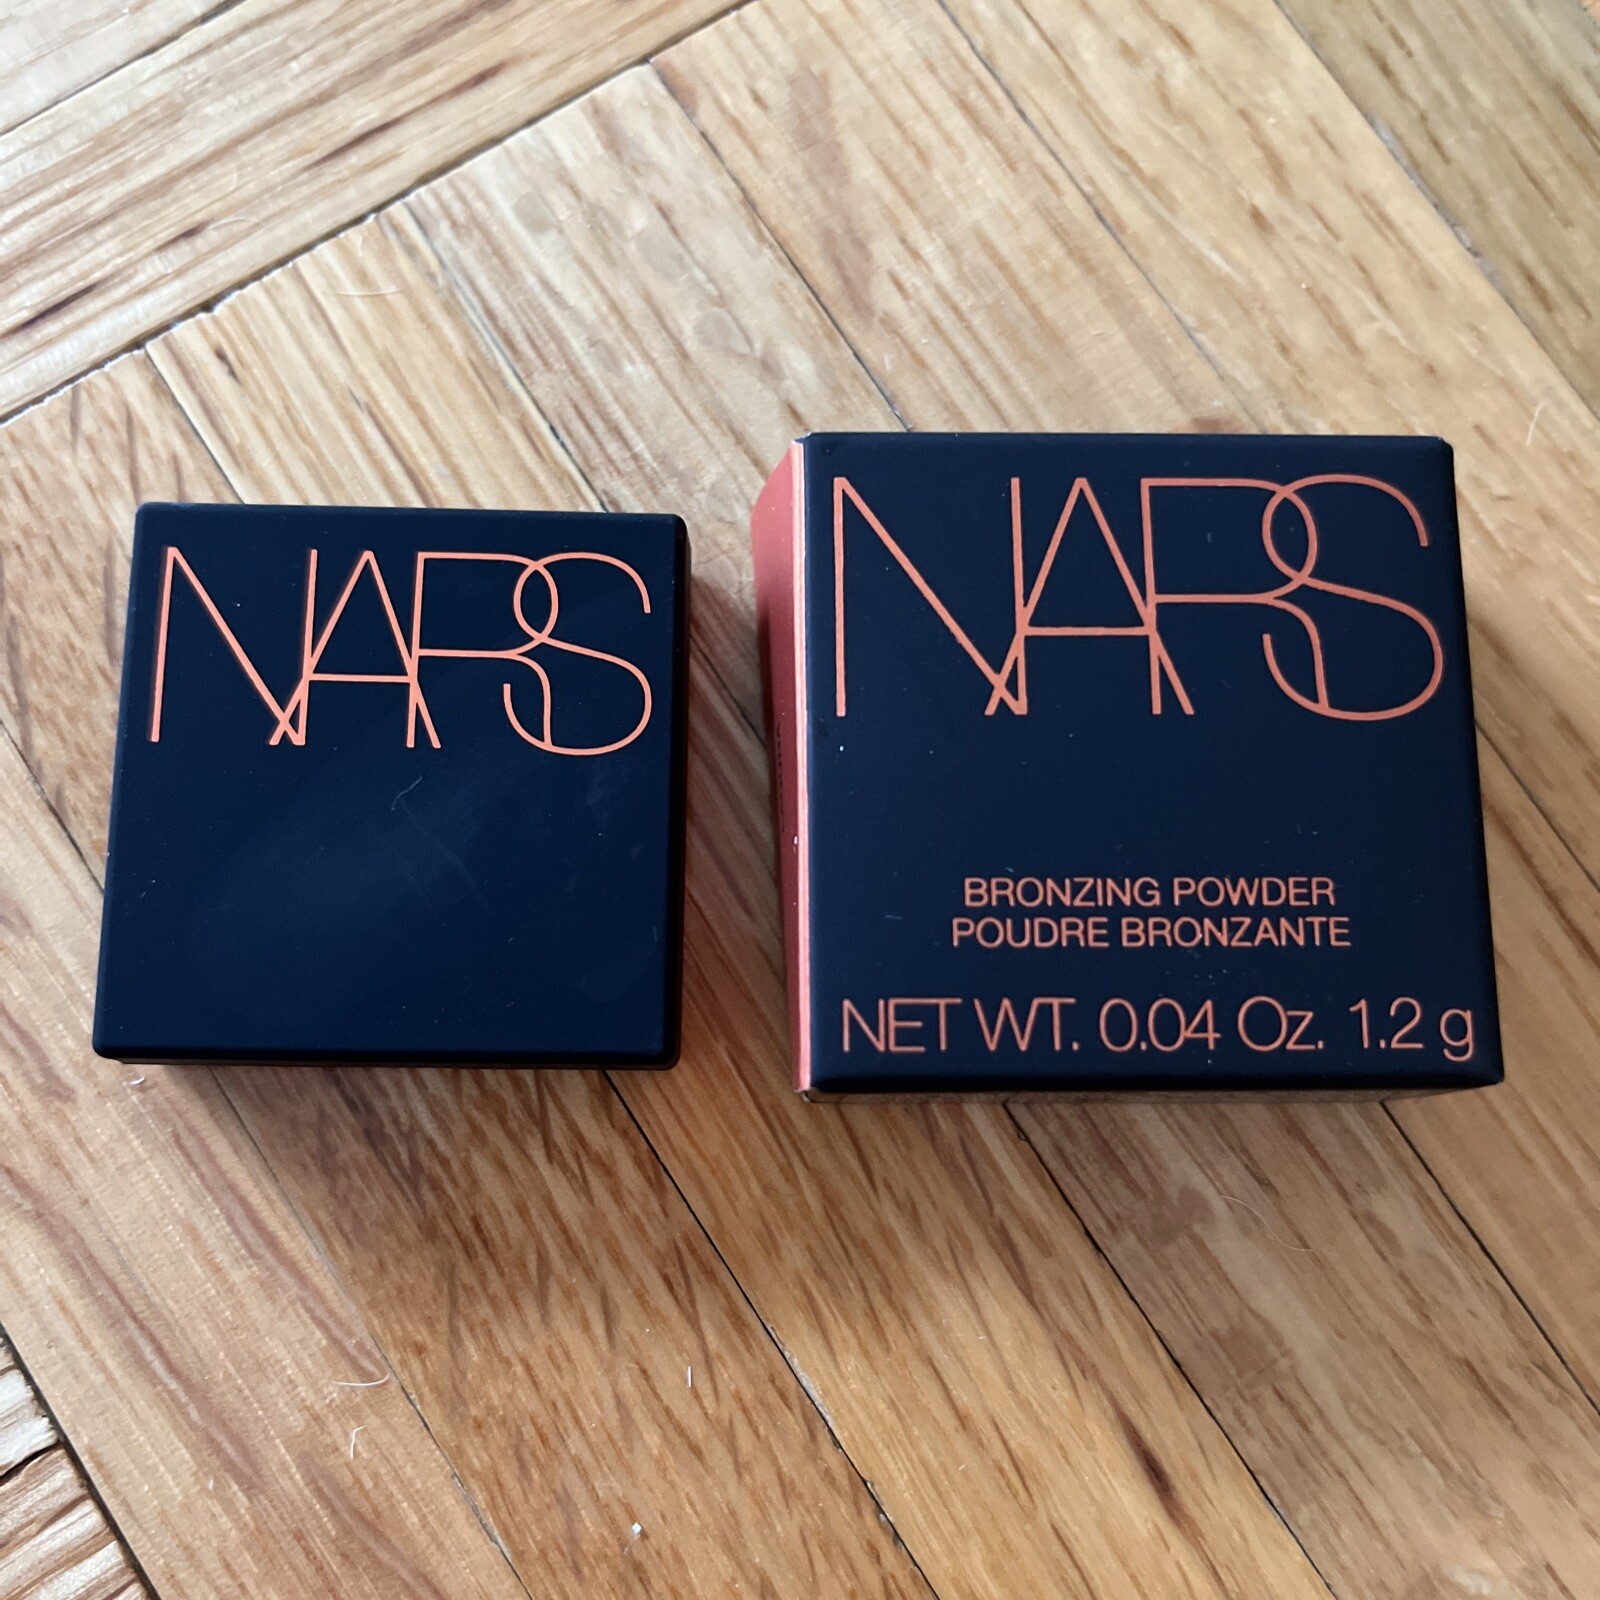 NARS
NARS
BRONZING POWDER
POUDRE BRONZANTE
NET WT. 0.04 Oz. 1.2 g